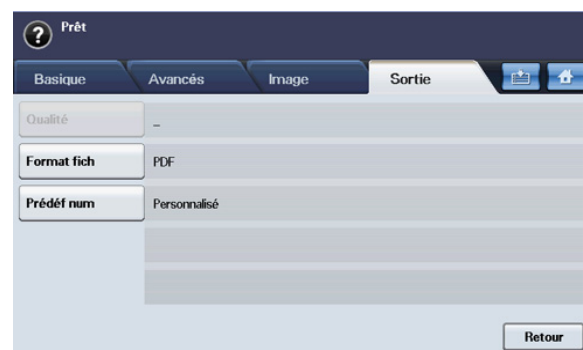 Prêt
Basique Avancés Image Sortie
Qualité _
Format fich PDF
Prédéf num Personnalisé
Retour